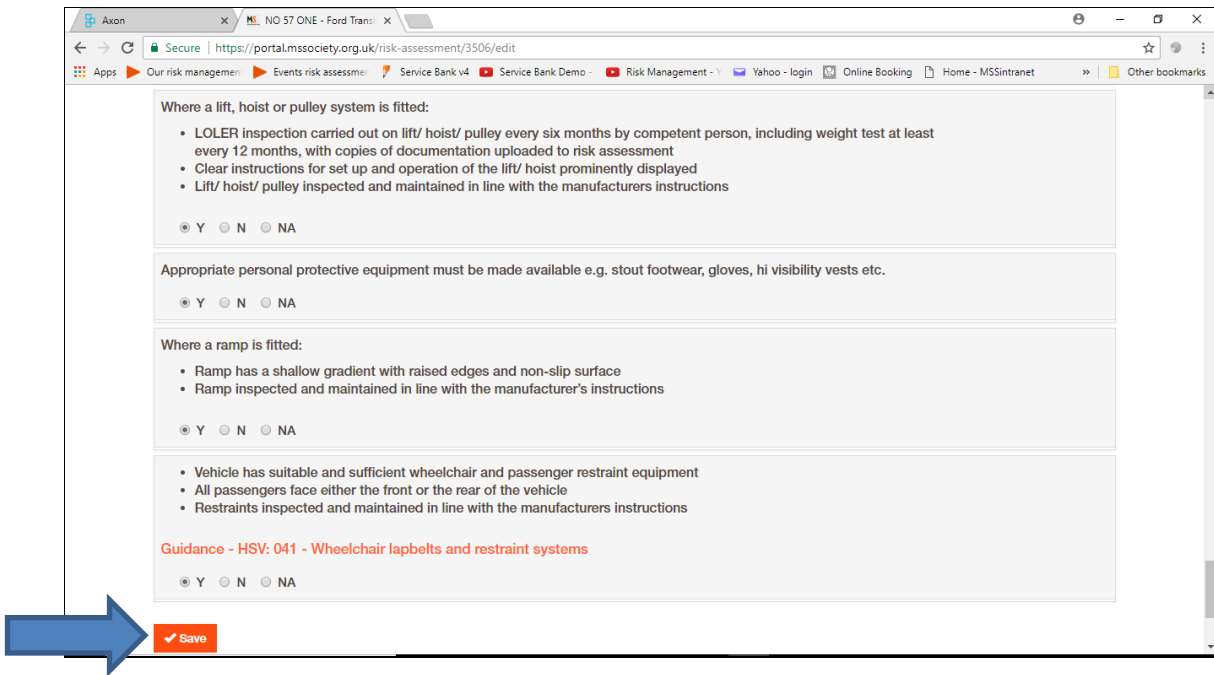 Axon
MS NO 57 ONE - Ford Transi
Secure | https://portal.mssociety.org.uk/risk-assessment/3506/edit
Apps Our risk managemen Events risk assessmen Service Bank v4 Service Bank Demo - Risk Management - Y Yahoo - login Online Booking Home - MSSintranet » Other bookmarks
Where a lift, hoist or pulley system is fitted:
• LOLER inspection carried out on lift/ hoist/ pulley every six months by competent person, including weight test at least
every 12 months, with copies of documentation uploaded to risk assessment
• Clear instructions for set up and operation of the lift/ hoist prominently displayed
• Lift/ hoist/ pulley inspected and maintained in line with the manufacturers instructions
Y N NA
Appropriate personal protective equipment must be made available e.g. stout footwear, gloves, hi visibility vests etc.
Y N NA
Where a ramp is fitted:
• Ramp has a shallow gradient with raised edges and non-slip surface
• Ramp inspected and maintained in line with the manufacturer's instructions
Y N NA
• Vehicle has suitable and sufficient wheelchair and passenger restraint equipment
• All passengers face either the front or the rear of the vehicle
• Restraints inspected and maintained in line with the manufacturers instructions
Guidance - HSV: 041 - Wheelchair lapbelts and restraint systems
Y N NA
✔ Save